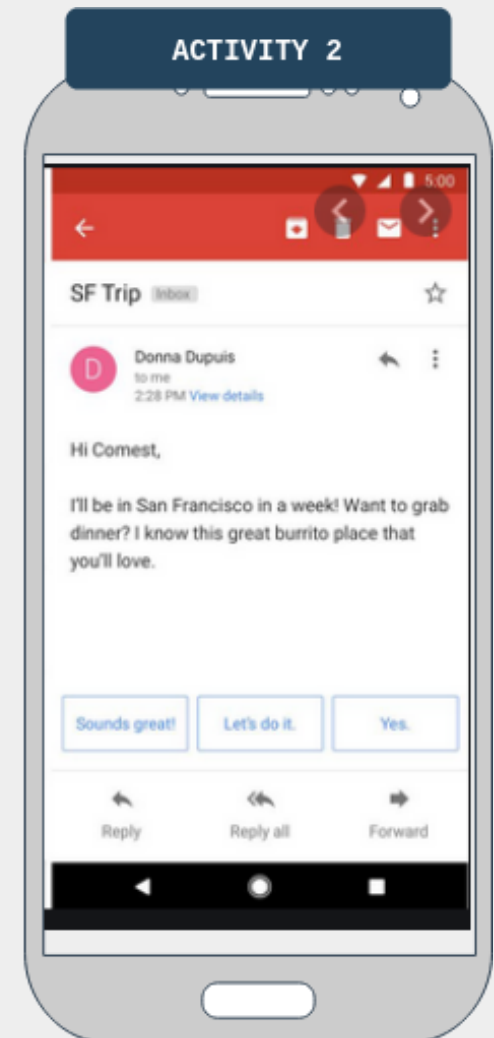 ACTIVITY 2
5:00
SF Trip Inbox
D
Donna Dupuis
to me
2:28 PM View details
Hi Comest,
I'll be in San Francisco in a week! Want to grab
dinner? I know this great burrito place that
you'll love.
Sounds great!
Let's do it.
Yes.
Reply
Reply all
Forward